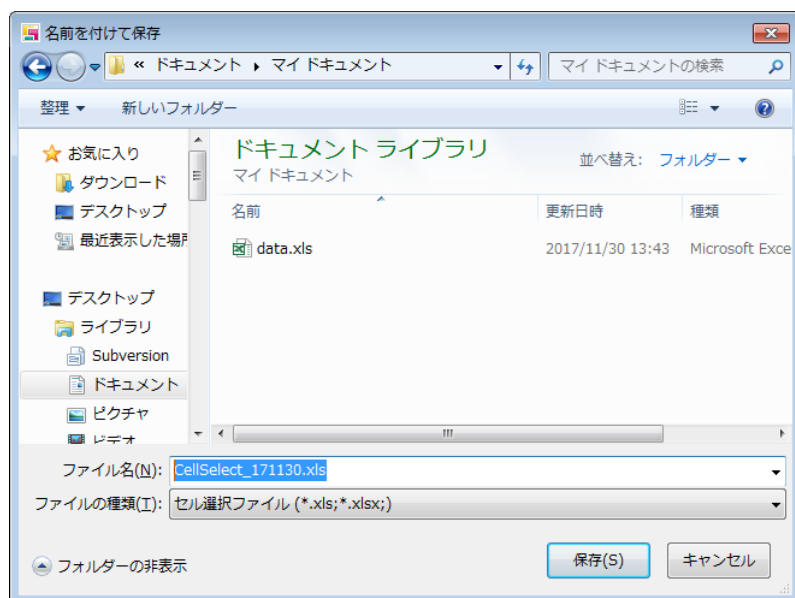 名前を付けて保存
« ドキュメント ▸ マイ ドキュメント
マイ ドキュメントの検索
整理 ▼ 新しいフォルダー
お気に入り
ダウンロード
デスクトップ
最近表示した場所
デスクトップ
ライブラリ
Subversion
ドキュメント
ピクチャ
ビデオ
ドキュメント ライブラリ
マイ ドキュメント
並べ替え: フォルダー ▼
名前 更新日時 種類
data.xls 2017/11/30 13:43 Microsoft Exce
ファイル名(N): CellSelect_171130.xls
ファイルの種類(T): セル選択ファイル (*.xls;*.xlsx;)
フォルダーの非表示
保存(S) キャンセル